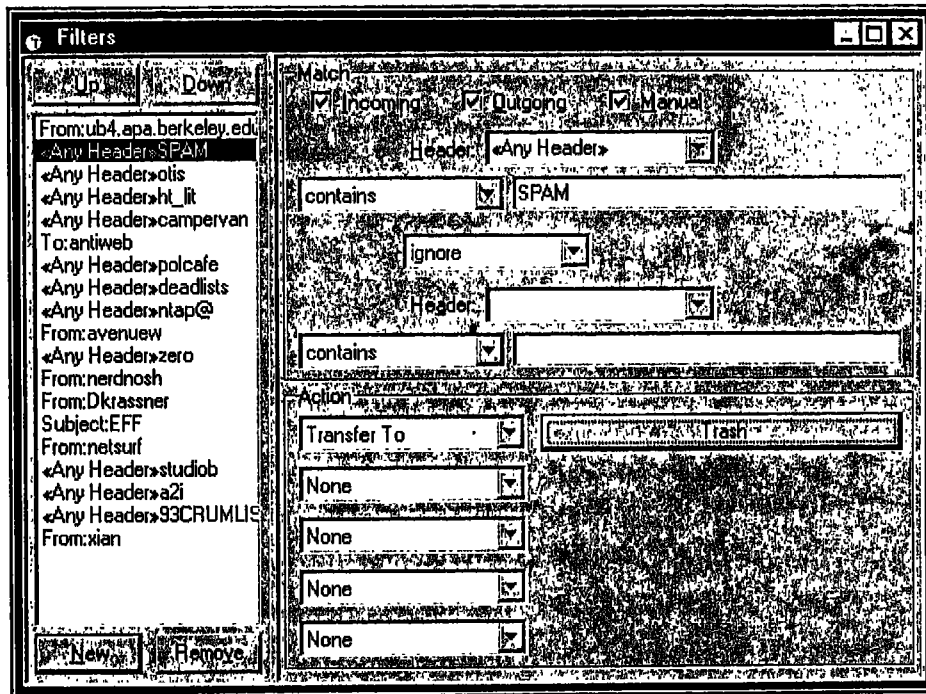 Filters
Up Down
From:ub4.apa.berkeley.edu
«Any Header»SPAM
«Any Header»otis
«Any Header»ht_lit
«Any Header»campervan
To:antiweb
«Any Header»polcafe
«Any Header»deadlists
«Any Header»ntap@
From:avenuew
«Any Header»zero
From:nerdnosh
From:Dkrassner
Subject:EFF
From:netsurf
«Any Header»studiob
«Any Header»a2i
«Any Header»93CRUMLIS
From:xian
New Remove
Match
Incoming Outgoing Manual
Header: «Any Header»
contains SPAM
ignore
Header:
contains
Action
Transfer To Trash
None
None
None
None